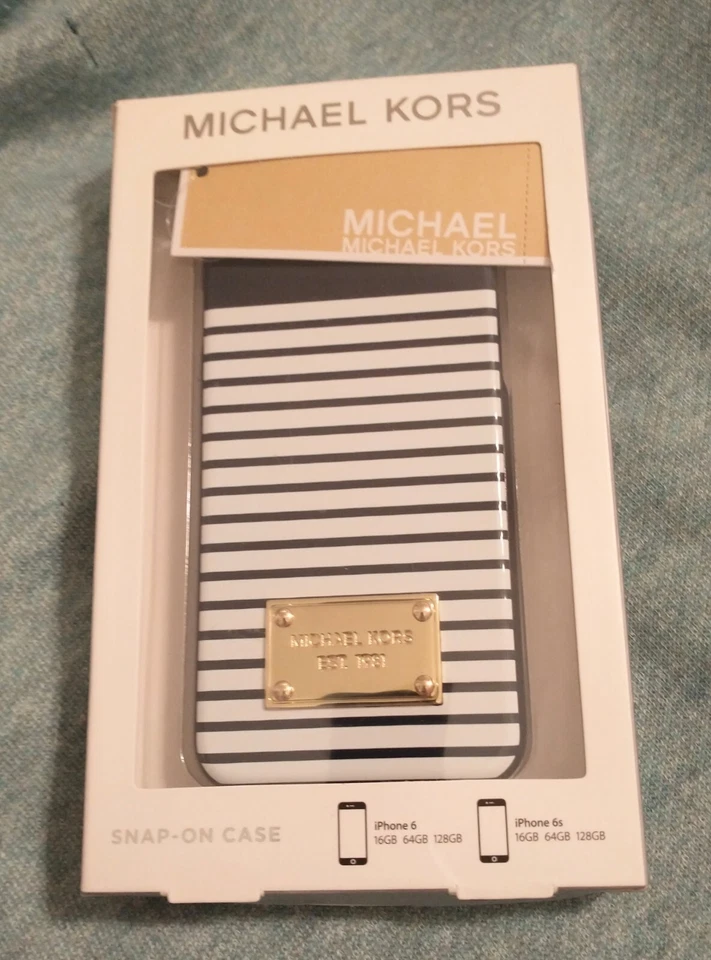 MICHAEL KORS
MICHAEL
MICHAEL KORS
MICHAEL KORS
EST. 1981
SNAP-ON CASE
iPhone 6
16GB 64GB 128GB
iPhone 6s
16GB 64GB 128GB